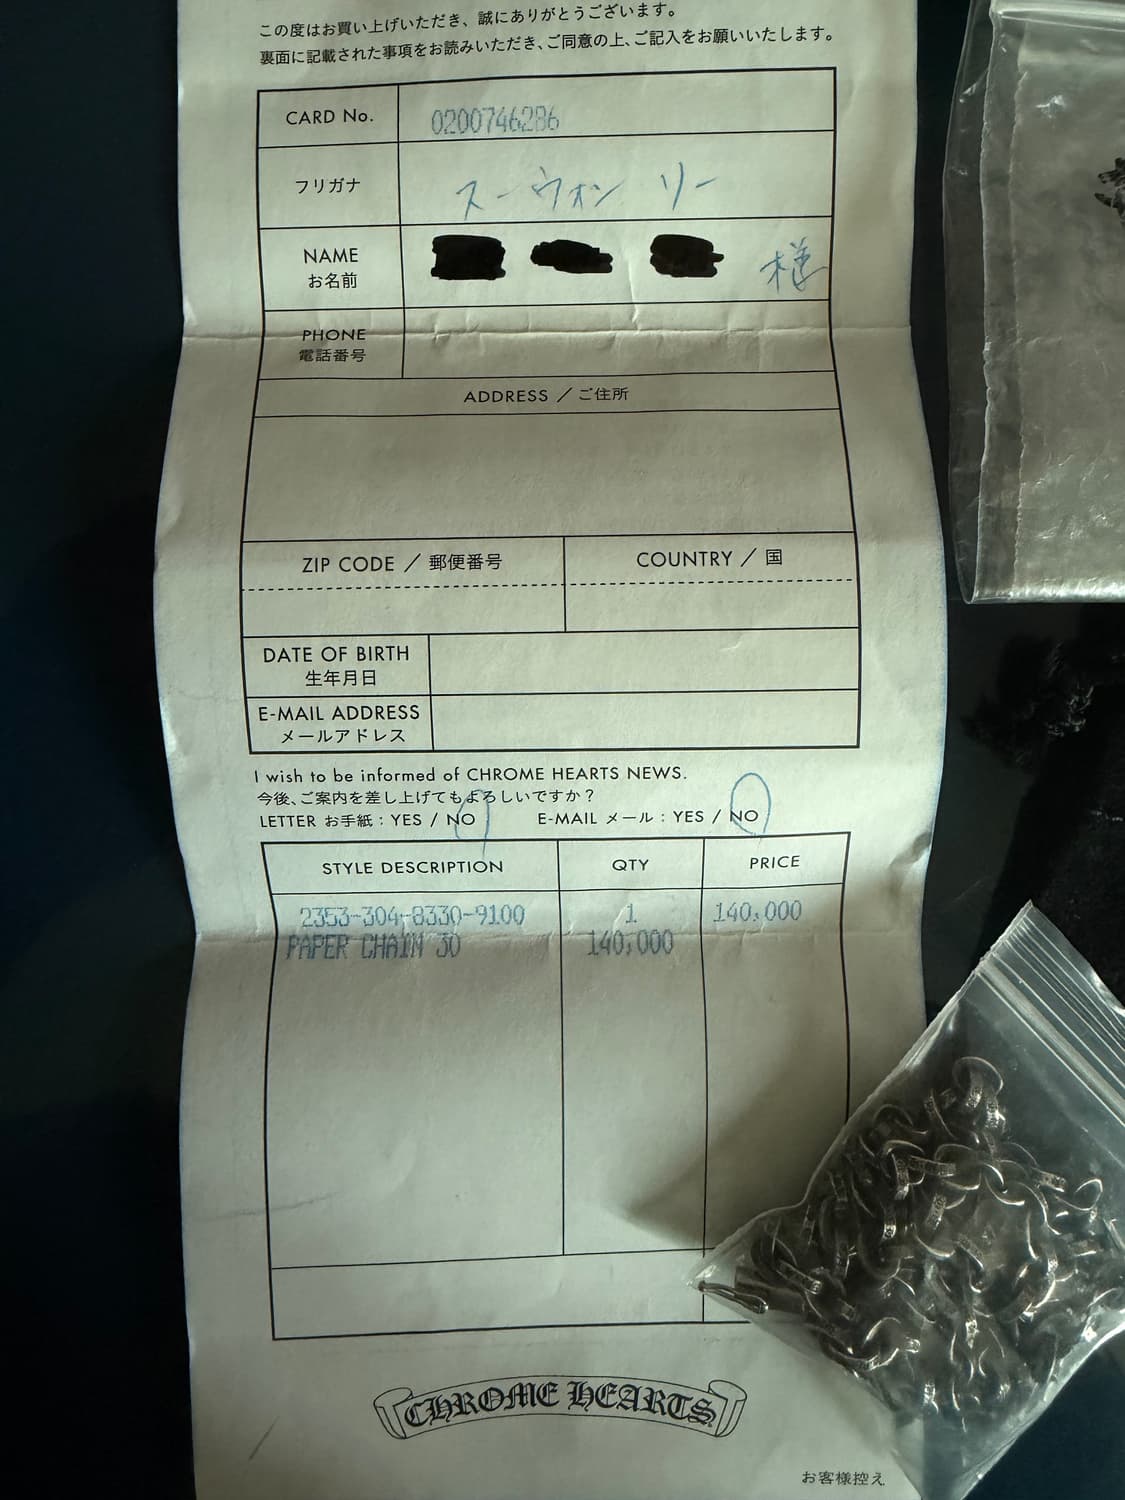 この度はお買い上げいただき、誠にありがとうございます。
裏面に記載された事項をお読みいただき、ご同意の上、ご記入をお願いいたします。
CARD No. 0200746286
フリガナ スーウォン リー
NAME
お名前 様
PHONE
電話番号
ADDRESS / ご住所
ZIP CODE / 郵便番号 COUNTRY / 国
DATE OF BIRTH
生年月日
E-MAIL ADDRESS
メールアドレス
I wish to be informed of CHROME HEARTS NEWS.
今後、ご案内を差し上げてもよろしいですか?
LETTER お手紙 : YES / NO E-MAIL メール : YES / NO
STYLE DESCRIPTION QTY PRICE
2353-304-8330-9100 1 140,000
PAPER CHAIN 30 140,000
CHROME HEARTS
お客様控え